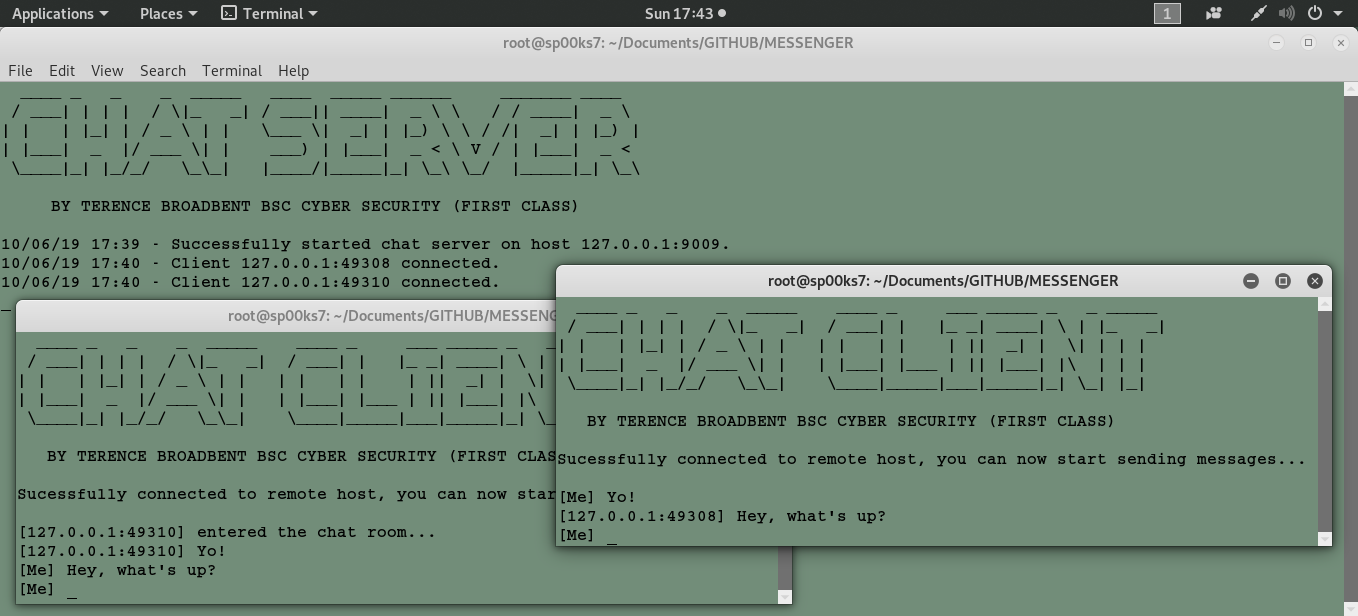 Applications Places Terminal Sun 17:43 1
root@sp00ks7: ~/Documents/GITHUB/MESSENGER
File Edit View Search Terminal Help
CHAT SERVER
BY TERENCE BROADBENT BSC CYBER SECURITY (FIRST CLASS)
10/06/19 17:39 - Successfully started chat server on host 127.0.0.1:9009.
10/06/19 17:40 - Client 127.0.0.1:49308 connected.
10/06/19 17:40 - Client 127.0.0.1:49310 connected.
_
root@sp00ks7: ~/Documents/GITHUB/MESSENG
CHAT CLIEN
BY TERENCE BROADBENT BSC CYBER SECURITY (FIRST CLAS
Sucessfully connected to remote host, you can now star
[127.0.0.1:49310] entered the chat room...
[127.0.0.1:49310] Yo!
[Me] Hey, what's up?
[Me] _
root@sp00ks7: ~/Documents/GITHUB/MESSENGER
CHAT CLIENT
BY TERENCE BROADBENT BSC CYBER SECURITY (FIRST CLASS)
Sucessfully connected to remote host, you can now start sending messages...
[Me] Yo!
[127.0.0.1:49308] Hey, what's up?
[Me] _